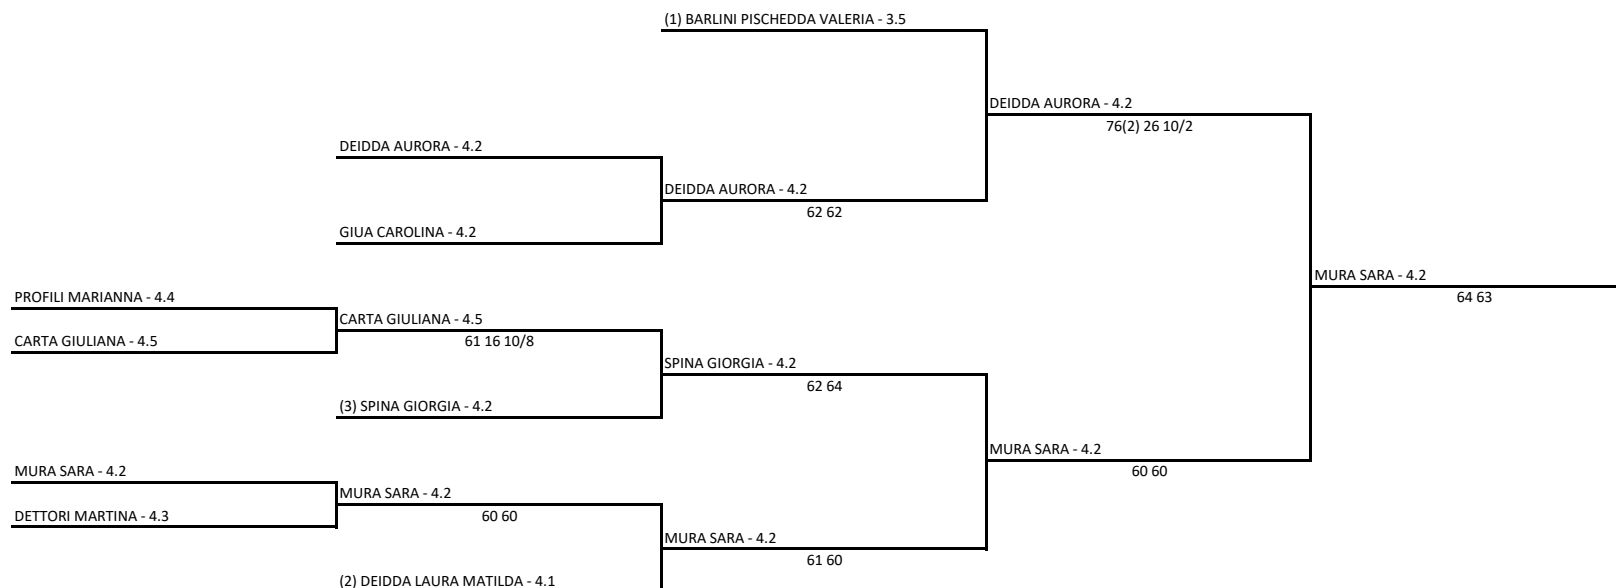 (1) BARLINI PISCHEDDA VALERIA - 3.5
DEIDDA AURORA - 4.2
76(2) 26 10/2
DEIDDA AURORA - 4.2
DEIDDA AURORA - 4.2
62 62
GIUA CAROLINA - 4.2
MURA SARA - 4.2
64 63
PROFILI MARIANNA - 4.4
CARTA GIULIANA - 4.5
61 16 10/8
CARTA GIULIANA - 4.5
SPINA GIORGIA - 4.2
62 64
(3) SPINA GIORGIA - 4.2
MURA SARA - 4.2
60 60
MURA SARA - 4.2
MURA SARA - 4.2
60 60
DETTORI MARTINA - 4.3
MURA SARA - 4.2
61 60
(2) DEIDDA LAURA MATILDA - 4.1